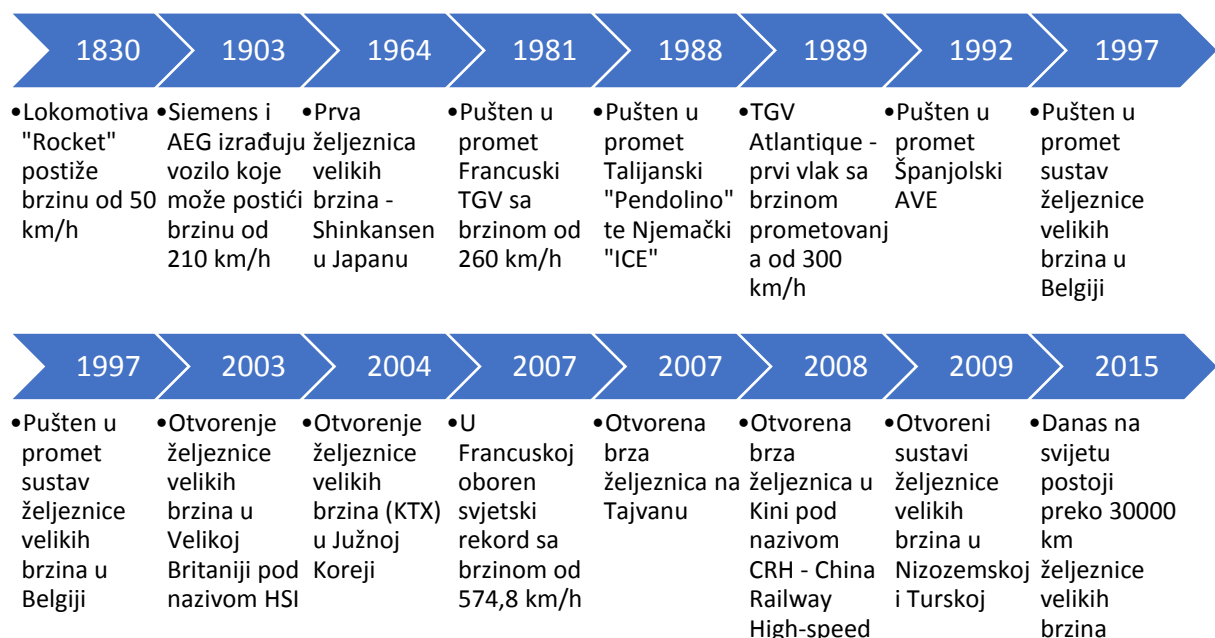 1830
1903
1964
1981
1988
1989
1992
1997
•Lokomotiva
"Rocket"
postiže
brzinu od 50
km/h
•Siemens i
AEG izrađuju
vozilo koje
može postići
brzinu od
210 km/h
•Prva
željeznica
velikih
brzina -
Shinkansen
u Japanu
•Pušten u
promet
Francuski
TGV sa
brzinom od
260 km/h
•Pušten u
promet
Talijanski
"Pendolino"
te Njemački
"ICE"
•TGV
Atlantique -
prvi vlak sa
brzinom
prometovanj
a od 300
km/h
•Pušten u
promet
Španjolski
AVE
•Pušten u
promet
sustav
željeznice
velikih
brzina u
Belgiji
1997
2003
2004
2007
2007
2008
2009
2015
•Pušten u
promet
sustav
željeznice
velikih
brzina u
Belgiji
•Otvorenje
željeznice
velikih
brzina u
Velikoj
Britaniji pod
nazivom HSI
•Otvorenje
željeznice
velikih
brzina (KTX)
u Južnoj
Koreji
•U
Francuskoj
oboren
svjetski
rekord sa
brzinom od
574,8 km/h
•Otvorena
brza
željeznica na
Tajvanu
•Otvorena
brza
željeznica u
Kini pod
nazivom
CRH - China
Railway
High-speed
•Otvoreni
sustavi
željeznice
velikih
brzina u
Nizozemskoj
i Turskoj
•Danas na
svijetu
postoji
preko 30000
km
željeznice
velikih
brzina